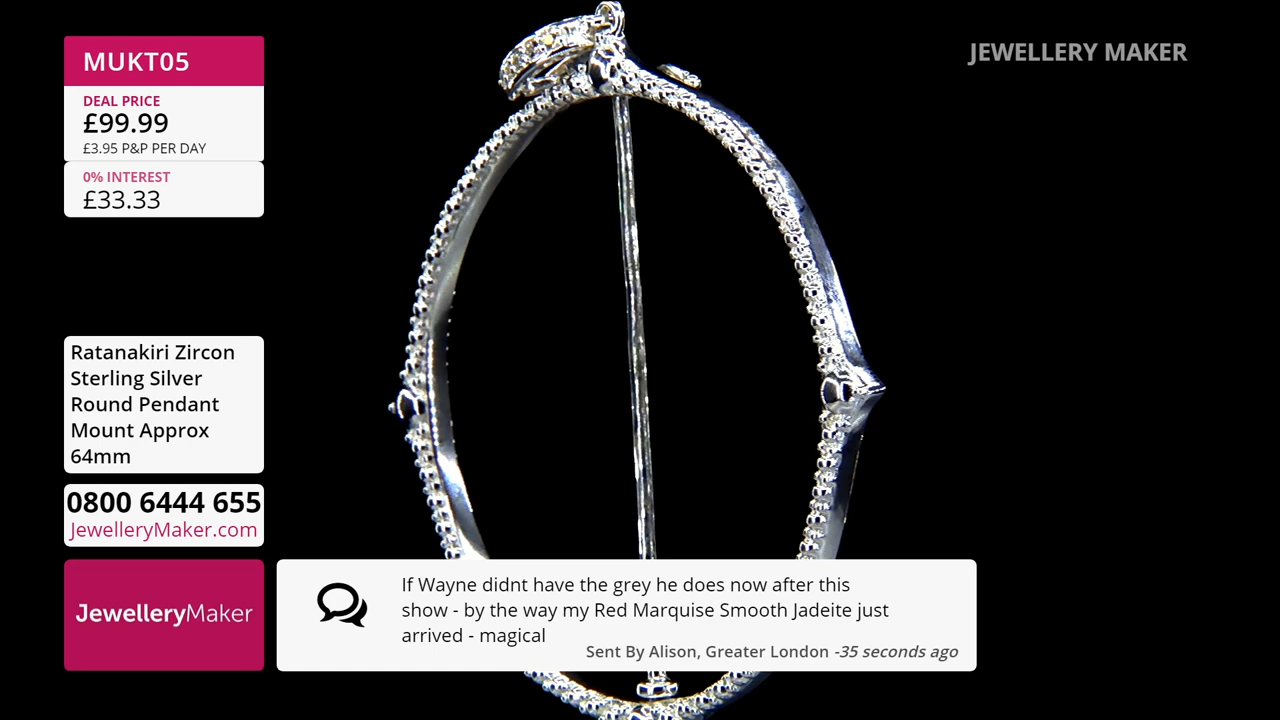 MUKT05
DEAL PRICE
£99.99
£3.95 P&P PER DAY
0% INTEREST
£33.33
JEWELLERY MAKER
Ratanakiri Zircon
Sterling Silver
Round Pendant
Mount Approx
64mm
0800 6444 655
JewelleryMaker.com
JewelleryMaker
If Wayne didnt have the grey he does now after this
show - by the way my Red Marquise Smooth Jadeite just
arrived - magical
Sent By Alison, Greater London -35 seconds ago